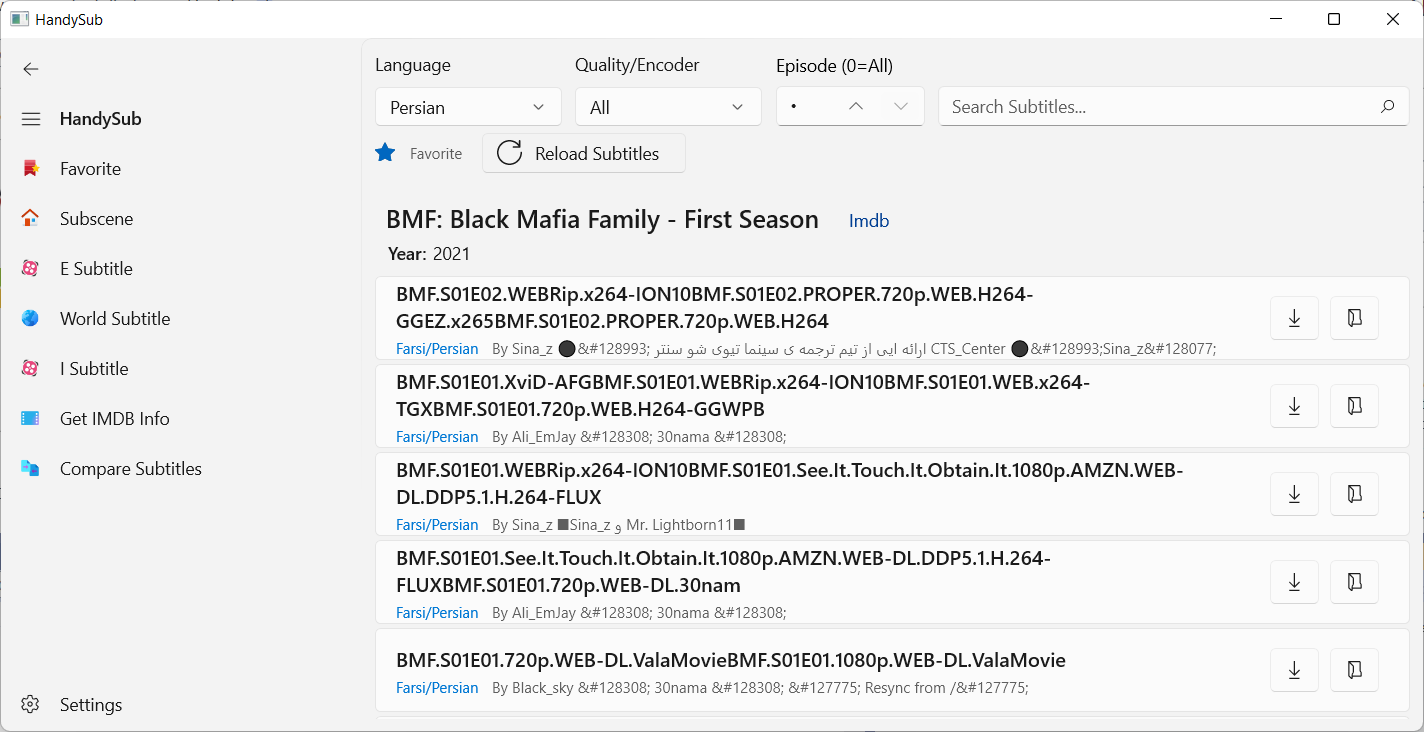 HandySub
HandySub
Favorite
Subscene
E Subtitle
World Subtitle
I Subtitle
Get IMDB Info
Compare Subtitles
Settings
Language
Quality/Encoder
Episode (0=All)
Persian
All
Search Subtitles...
Favorite
Reload Subtitles
BMF: Black Mafia Family - First Season Imdb
Year: 2021
BMF.S01E02.WEBRip.x264-ION10BMF.S01E02.PROPER.720p.WEB.H264-
GGEZ.x265BMF.S01E02.PROPER.720p.WEB.H264
Farsi/Persian By Sina_z ⚫&#128993; ارائه ایی از تیم ترجمه ی سینما تیوی شو سنتر CTS_Center ⚫&#128993;Sina_z&#128077;
BMF.S01E01.XviD-AFGBMF.S01E01.WEBRip.x264-ION10BMF.S01E01.WEB.x264-
TGXBMF.S01E01.720p.WEB.H264-GGWPB
Farsi/Persian By Ali_EmJay &#128308; 30nama &#128308;
BMF.S01E01.WEBRip.x264-ION10BMF.S01E01.See.It.Touch.It.Obtain.It.1080p.AMZN.WEB-
DL.DDP5.1.H.264-FLUX
Farsi/Persian By Sina_z ■Sina_z و Mr. Lightborn11■
BMF.S01E01.See.It.Touch.It.Obtain.It.1080p.AMZN.WEB-DL.DDP5.1.H.264-
FLUXBMF.S01E01.720p.WEB-DL.30nam
Farsi/Persian By Ali_EmJay &#128308; 30nama &#128308;
BMF.S01E01.720p.WEB-DL.ValaMovieBMF.S01E01.1080p.WEB-DL.ValaMovie
Farsi/Persian By Black_sky &#128308; 30nama &#128308; &#127775; Resync from /&#127775;